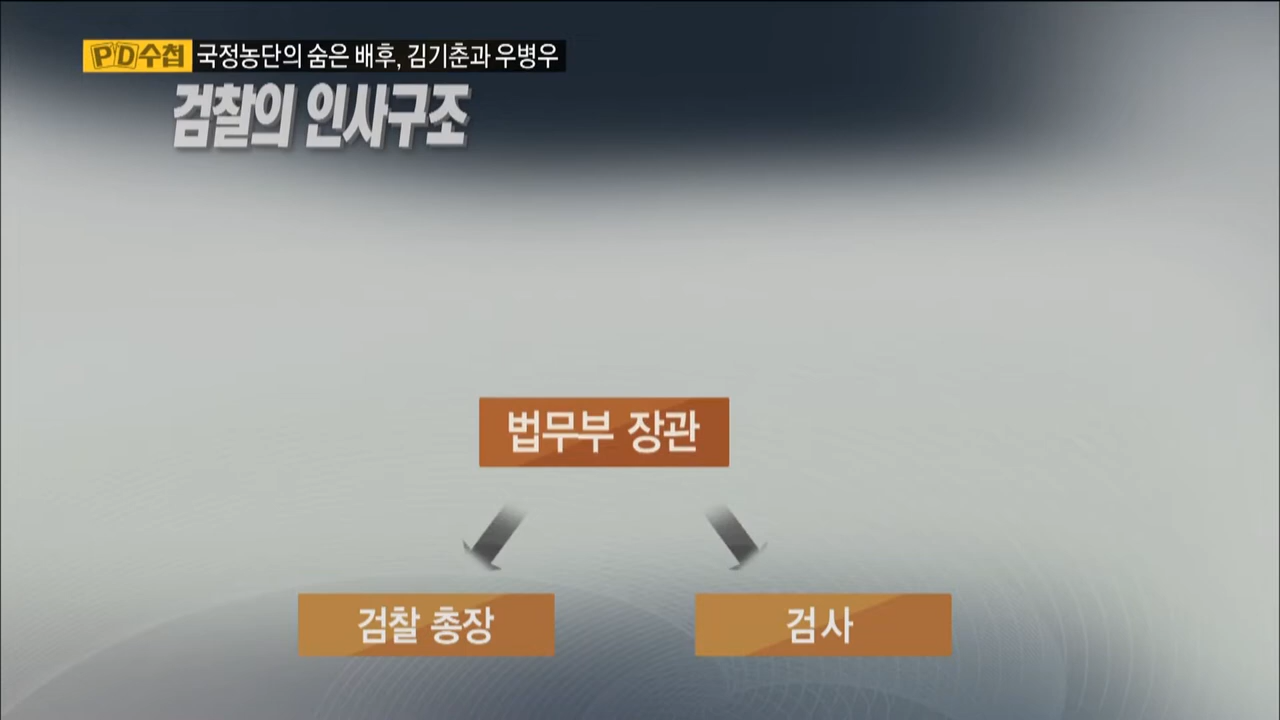 PD수첩 국정농단의 숨은 배후, 김기춘과 우병우
검찰의 인사구조
법무부 장관
검찰 총장
검사